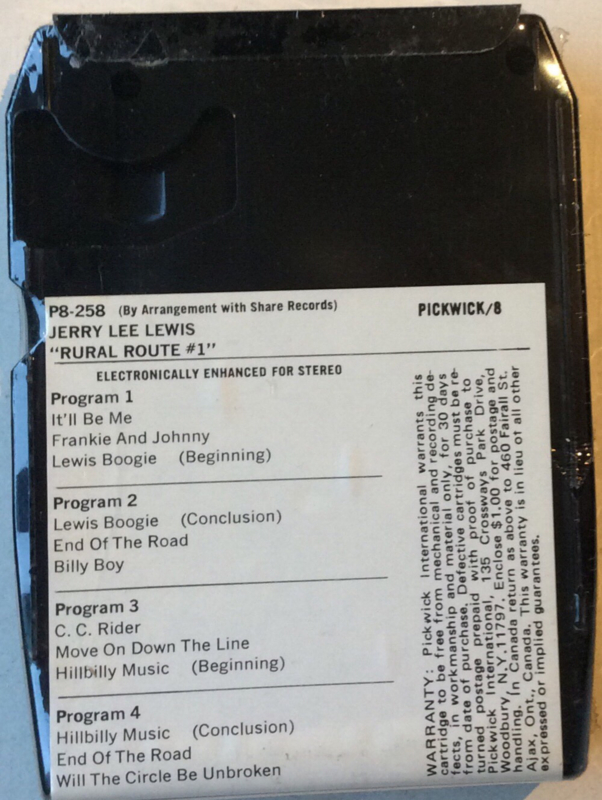 P8-258 (By Arrangement with Share Records) PICKWICK/8
JERRY LEE LEWIS
"RURAL ROUTE #1"
ELECTRONICALLY ENHANCED FOR STEREO
Program 1
It'll Be Me
Frankie And Johnny
Lewis Boogie (Beginning)
Program 2
Lewis Boogie (Conclusion)
End Of The Road
Billy Boy
Program 3
C. C. Rider
Move On Down The Line
Hillbilly Music (Beginning)
Program 4
Hillbilly Music (Conclusion)
End Of The Road
Will The Circle Be Unbroken
WARRANTY: Pickwick International warrants this
cartridge to be free from mechanical and recording de-
fects, in workmanship and material only, for 30 days
from date of purchase. Defective cartridges must be re-
turned postage prepaid with proof of purchase to
Pickwick International, 135 Crossways Park Drive,
Woodbury, N.Y. 11797. Enclose $1.00 for postage and
handling. In Canada return as above to 460 Fairall St.
Ajax, Ont., Canada. This warranty is in lieu of all other
expressed or implied guarantees.